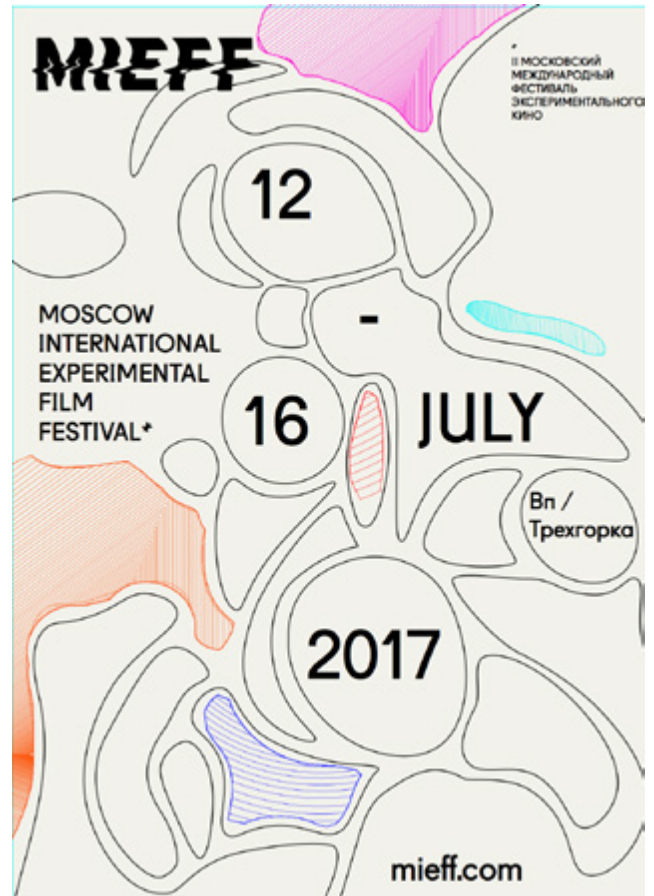 MIEFF
II МОСКОВСКИЙ
МЕЖДУНАРОДНЫЙ
ФЕСТИВАЛЬ
ЭКСПЕРИМЕНТАЛЬНОГО
КИНО
12
-
MOSCOW
INTERNATIONAL
EXPERIMENTAL
FILM
FESTIVAL*
16 JULY
Вп /
Трехгорка
2017
mieff.com